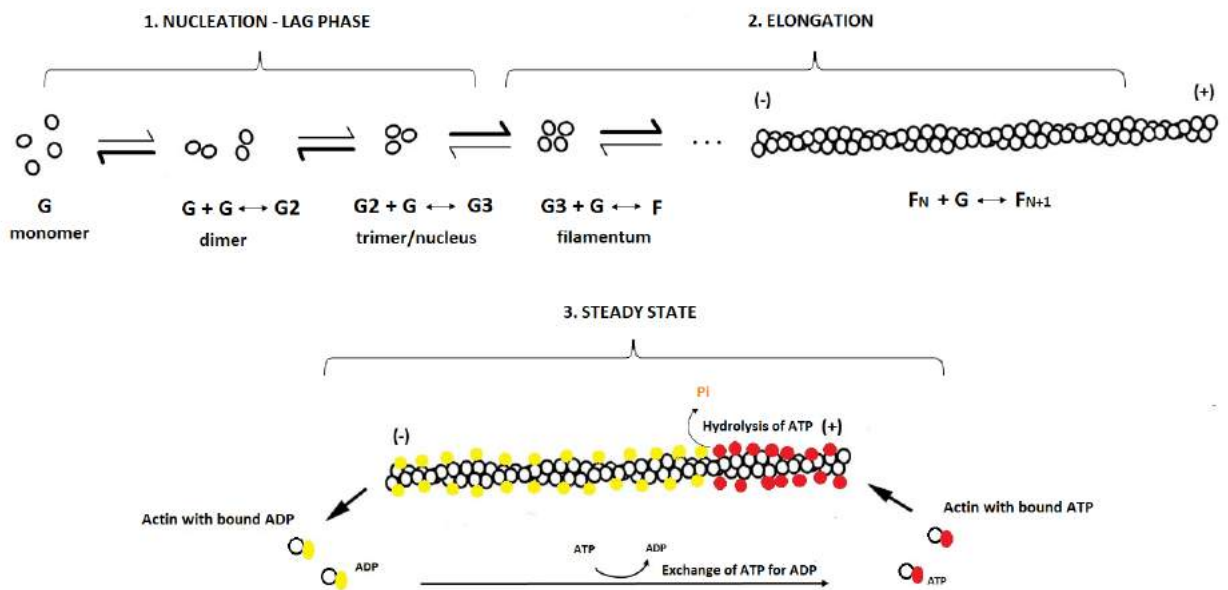 1. NUCLEATION - LAG PHASE
2. ELONGATION
(-)
(+)
. . .
G
monomer
G + G ↔ G2
dimer
G2 + G ↔ G3
trimer/nucleus
G3 + G ↔ F
filamentum
FN + G ↔ FN+1
3. STEADY STATE
Pi
Hydrolysis of ATP (+)
(-)
Actin with bound ADP
Actin with bound ATP
ADP
ATP
ADP
Exchange of ATP for ADP
ATP